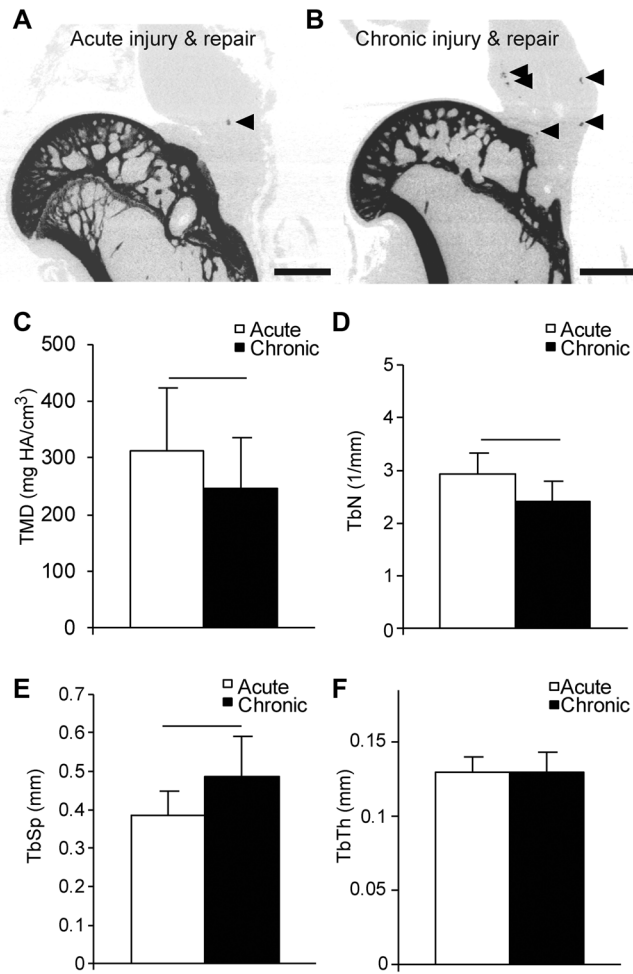 A
Acute injury & repair
B
Chronic injury & repair
C
Acute
Chronic
TMD (mg HA/cm3)
500
400
300
200
100
0
D
Acute
Chronic
TbN (1/mm)
5
4
3
2
1
0
E
Acute
Chronic
TbSp (mm)
0.7
0.6
0.5
0.4
0.3
0.2
0.1
0
F
Acute
Chronic
TbTh (mm)
0.15
0.1
0.05
0